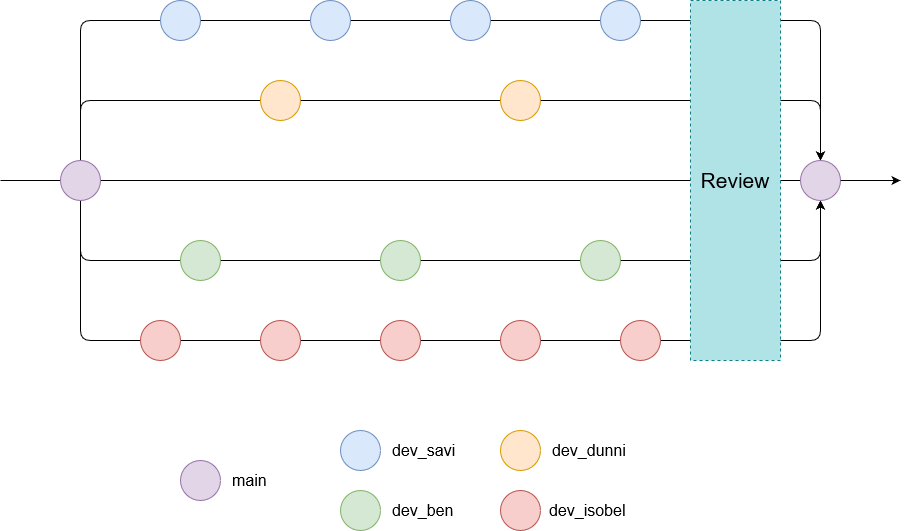 Review
dev_savi
dev_dunni
main
dev_ben
dev_isobel